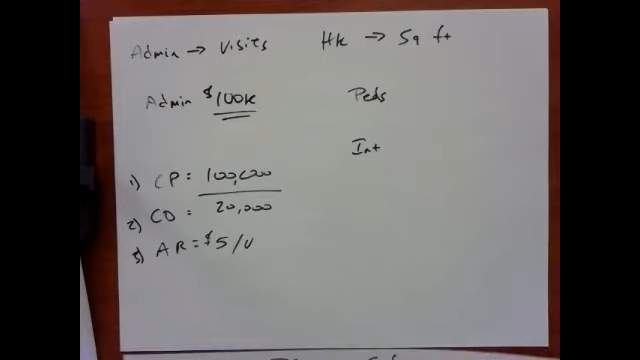 Admin → Visits
Hk → Sq ft
Admin $100k
Peds
Int
1) CP = 100,000
2) CD = 20,000
3) AR = $5/v